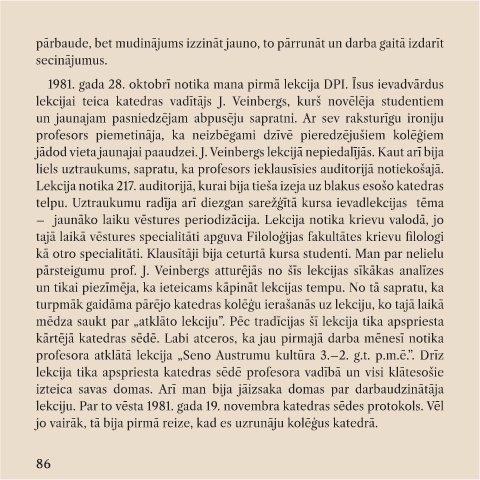 pārbaude, bet mudinājums izzināt jauno, to pārrunāt un darba gaitā izdarīt
secinājumus.
1981. gada 28. oktobrī notika mana pirmā lekcija DPI. Īsus ievadvārdus
lekcijai teica katedras vadītājs J. Veinbergs, kurš novēlēja studentiem
un jaunajam pasniedzējam abpusēju sapratni. Ar sev raksturīgu ironiju
profesors piemetināja, ka neizbēgami dzīvē pieredzējušiem kolēģiem
jādod vieta jaunajai paaudzei. J. Veinbergs lekcijā nepiedalījās. Kaut arī bija
liels uztraukums, sapratu, ka profesors ieklausīsies auditorijā notiekošajā.
Lekcija notika 217. auditorijā, kurai bija tieša izeja uz blakus esošo katedras
telpu. Uztraukumu radīja arī diezgan sarežģītā kursa ievadlekcijas tēma
– jaunāko laiku vēstures periodizācija. Lekcija notika krievu valodā, jo
tajā laikā vēstures specialitāti apguva Filoloģijas fakultātes krievu filologi
kā otro specialitāti. Klausītāji bija ceturtā kursa studenti. Man par nelielu
pārsteigumu prof. J. Veinbergs atturējās no šīs lekcijas sīkākas analīzes
un tikai piezīmēja, ka ieteicams kāpināt lekcijas tempu. No tā sapratu, ka
turpmāk gaidāma pārējo katedras kolēģu ierašanās uz lekciju, ko tajā laikā
mēdza saukt par „atklāto lekciju”. Pēc tradīcijas šī lekcija tika apspriesta
kārtējā katedras sēdē. Labi atceros, ka jau pirmajā darba mēnesī notika
profesora atklātā lekcija „Seno Austrumu kultūra 3.–2. g.t. p.m.ē.”. Drīz
lekcija tika apspriesta katedras sēdē profesora vadībā un visi klātesošie
izteica savas domas. Arī man bija jāizsaka domas par darbaudzinātāja
lekciju. Par to vēsta 1981. gada 19. novembra katedras sēdes protokols. Vēl
jo vairāk, tā bija pirmā reize, kad es uzrunāju kolēģus katedrā.
86